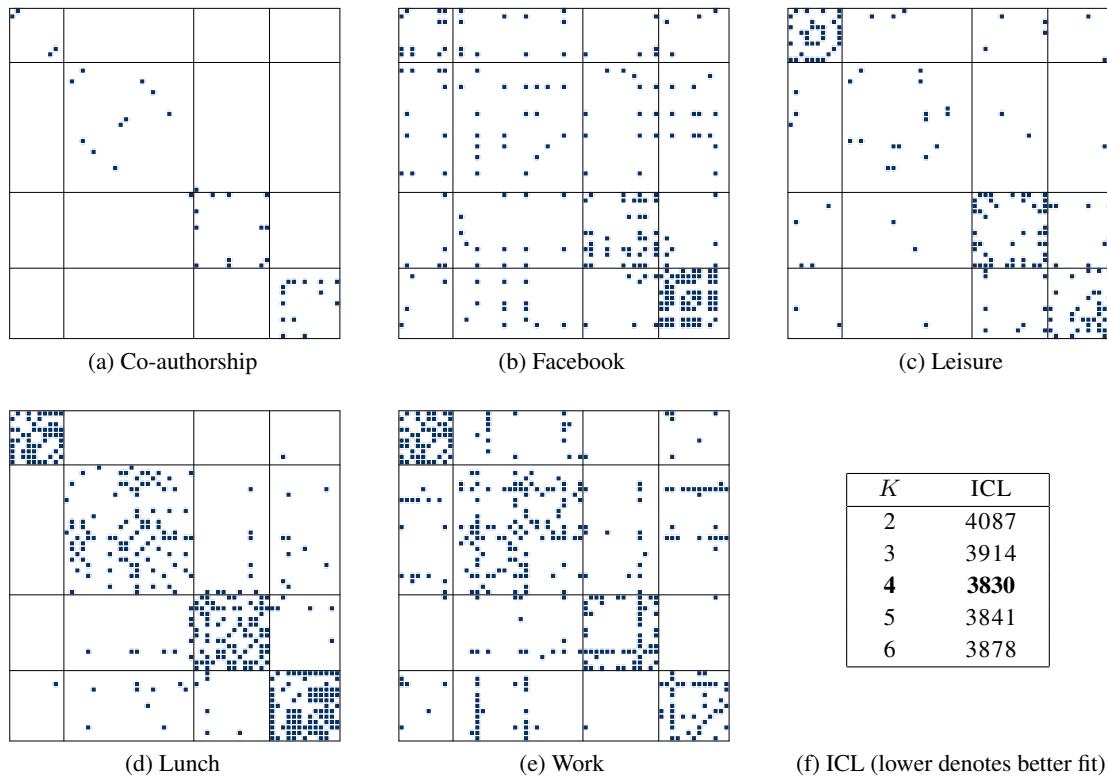 (a) Co-authorship
(b) Facebook
(c) Leisure
K ICL
2 4087
3 3914
4 3830
5 3841
6 3878
(d) Lunch
(e) Work
(f) ICL (lower denotes better fit)